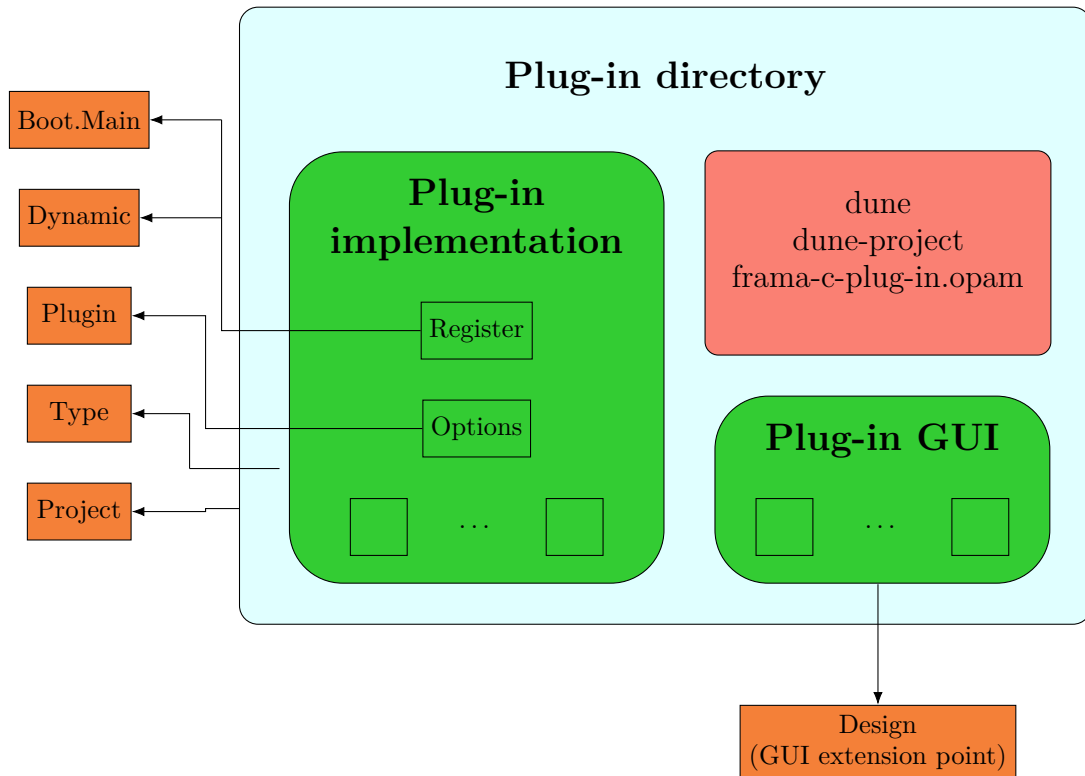 Plug-in directory
Boot.Main
Dynamic
Plugin
Type
Project
Plug-in
implementation
Register
Options
...
dune
dune-project
frama-c-plug-in.opam
Plug-in GUI
...
Design
(GUI extension point)